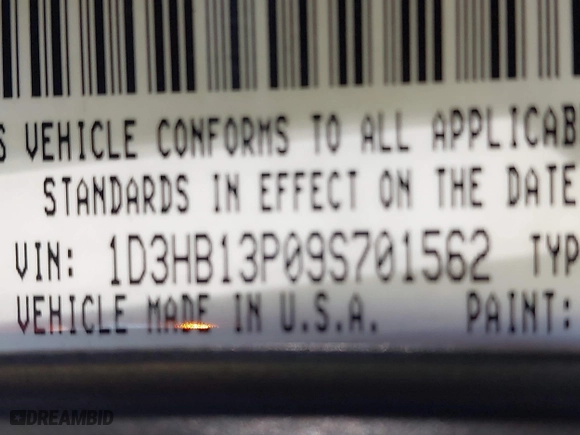 S VEHICLE CONFORMS TO ALL APPLICAB
STANDARDS IN EFFECT ON THE DATE
VIN: 1D3HB13P09S701562 TYP
VEHICLE MADE IN U.S.A. PAINT:
DREAMBID